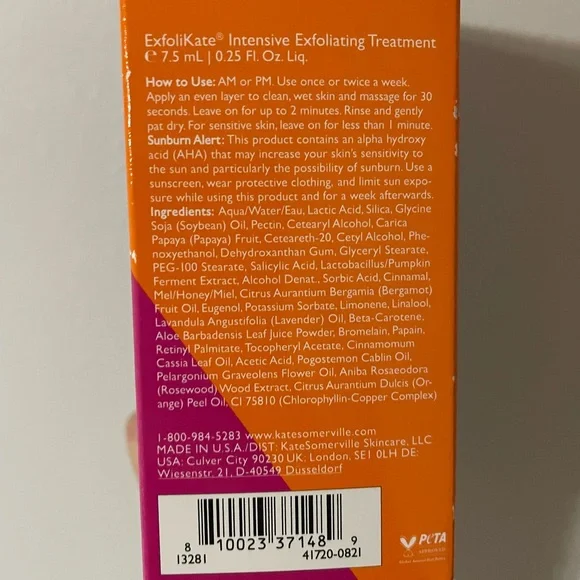 ExfoliKate® Intensive Exfoliating Treatment
℮ 7.5 mL | 0.25 Fl. Oz. Liq.
How to Use: AM or PM. Use once or twice a week.
Apply an even layer to clean, wet skin and massage for 30
seconds. Leave on for up to 2 minutes. Rinse and gently
pat dry. For sensitive skin, leave on for less than 1 minute.
Sunburn Alert: This product contains an alpha hydroxy
acid (AHA) that may increase your skin's sensitivity to
the sun and particularly the possibility of sunburn. Use a
sunscreen, wear protective clothing, and limit sun expo-
sure while using this product and for a week afterwards.
Ingredients: Aqua/Water/Eau, Lactic Acid, Silica, Glycine
Soja (Soybean) Oil, Pectin, Cetearyl Alcohol, Carica
Papaya (Papaya) Fruit, Ceteareth-20, Cetyl Alcohol, Phe-
noxyethanol, Dehydroxanthan Gum, Glyceryl Stearate,
PEG-100 Stearate, Salicylic Acid, Lactobacillus/Pumpkin
Ferment Extract, Alcohol Denat., Sorbic Acid, Cinnamal,
Mel/Honey/Miel, Citrus Aurantium Bergamia (Bergamot)
Fruit Oil, Eugenol, Potassium Sorbate, Limonene, Linalool,
Lavandula Angustifolia (Lavender) Oil, Beta-Carotene,
Aloe Barbadensis Leaf Juice Powder, Bromelain, Papain,
Retinyl Palmitate, Tocopheryl Acetate, Cinnamomum
Cassia Leaf Oil, Acetic Acid, Pogostemon Cablin Oil,
Pelargonium Graveolens Flower Oil, Aniba Rosaeodora
(Rosewood) Wood Extract, Citrus Aurantium Dulcis (Or-
ange) Peel Oil, CI 75810 (Chlorophyllin-Copper Complex)
1-800-984-5283 www.katesomerville.com
MADE IN U.S.A./DIST: KateSomerville Skincare, LLC
USA: Culver City 90230 UK: London, SE1 0LH DE:
Wiesenstr. 21, D-40549 Dusseldorf
8 10023 37148 9
13281 41720-0821
PETA